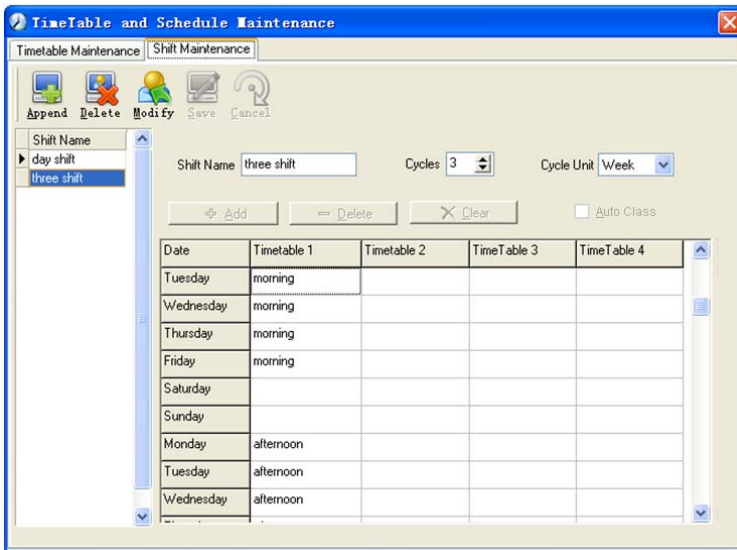 TimeTable and Schedule Maintenance
Timetable Maintenance Shift Maintenance
Append Delete Modify Save Cancel
Shift Name
day shift
three shift
Shift Name three shift Cycles 3 Cycle Unit Week
Add Delete Clear Auto Class
Date Timetable 1 Timetable 2 TimeTable 3 TimeTable 4
Tuesday morning
Wednesday morning
Thursday morning
Friday morning
Saturday
Sunday
Monday afternoon
Tuesday afternoon
Wednesday afternoon